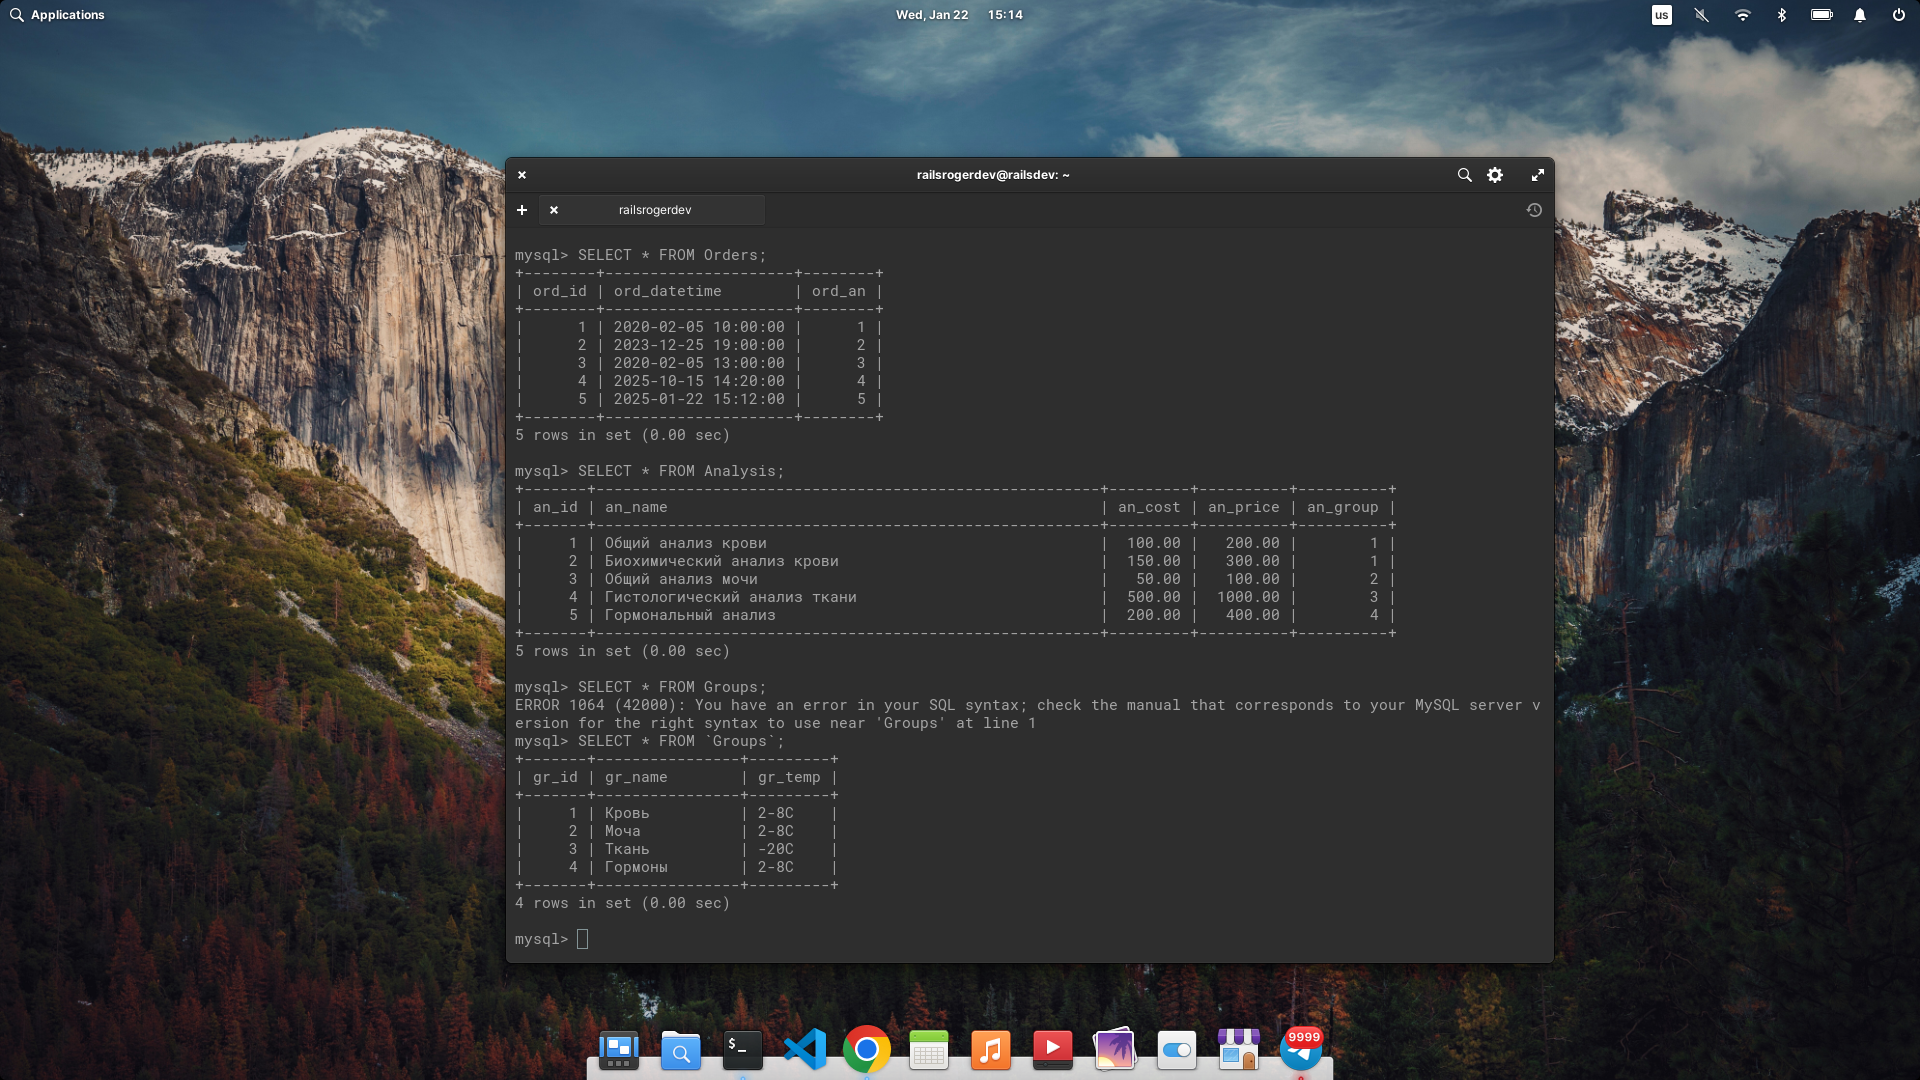 Applications
Wed, Jan 22 15:14
us
railsrogerdev@railsdev: ~
railsrogerdev
mysql> SELECT * FROM Orders;
+--------+---------------------+--------+
| ord_id | ord_datetime        | ord_an |
+--------+---------------------+--------+
|      1 | 2020-02-05 10:00:00 |      1 |
|      2 | 2023-12-25 19:00:00 |      2 |
|      3 | 2020-02-05 13:00:00 |      3 |
|      4 | 2025-10-15 14:20:00 |      4 |
|      5 | 2025-01-22 15:12:00 |      5 |
+--------+---------------------+--------+
5 rows in set (0.00 sec)
mysql> SELECT * FROM Analysis;
+-------+--------------------------------------------------------+---------+----------+----------+
| an_id | an_name                                                | an_cost | an_price | an_group |
+-------+--------------------------------------------------------+---------+----------+----------+
|     1 | Общий анализ крови                                     |  100.00 |   200.00 |        1 |
|     2 | Биохимический анализ крови                             |  150.00 |   300.00 |        1 |
|     3 | Общий анализ мочи                                      |   50.00 |   100.00 |        2 |
|     4 | Гистологический анализ ткани                           |  500.00 |  1000.00 |        3 |
|     5 | Гормональный анализ                                    |  200.00 |   400.00 |        4 |
+-------+--------------------------------------------------------+---------+----------+----------+
5 rows in set (0.00 sec)
mysql> SELECT * FROM Groups;
ERROR 1064 (42000): You have an error in your SQL syntax; check the manual that corresponds to your MySQL server v
ersion for the right syntax to use near 'Groups' at line 1
mysql> SELECT * FROM `Groups`;
+-------+----------------+---------+
| gr_id | gr_name        | gr_temp |
+-------+----------------+---------+
|     1 | Кровь          | 2-8C    |
|     2 | Моча           | 2-8C    |
|     3 | Ткань          | -20C    |
|     4 | Гормоны        | 2-8C    |
+-------+----------------+---------+
4 rows in set (0.00 sec)
mysql>
$_
9999